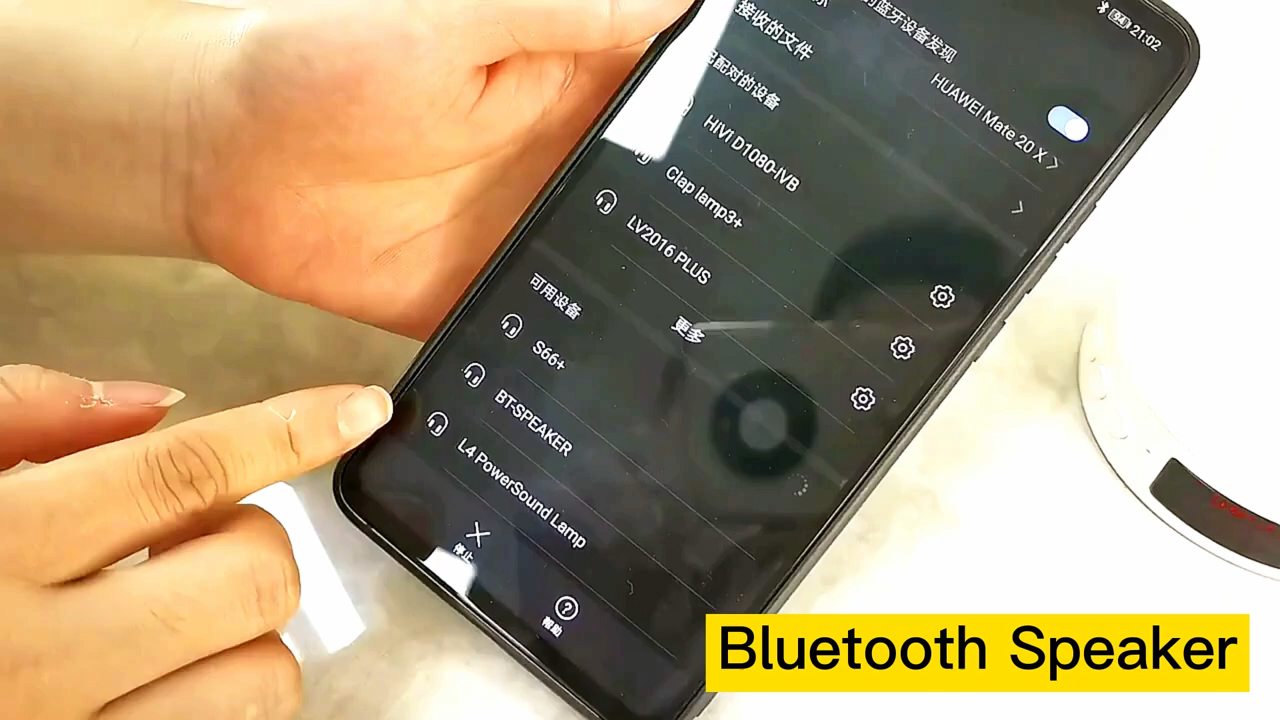 94 21:02
的蓝牙设备发现
HUAWEI Mate 20 X
接收的文件
配对的设备
HIVI D1080-IVB
Clap lamp3+
LV2016 PLUS
更多
可用设备
S66+
BT-SPEAKER
L4 PowerSound Lamp
停止
帮助
Bluetooth Speaker